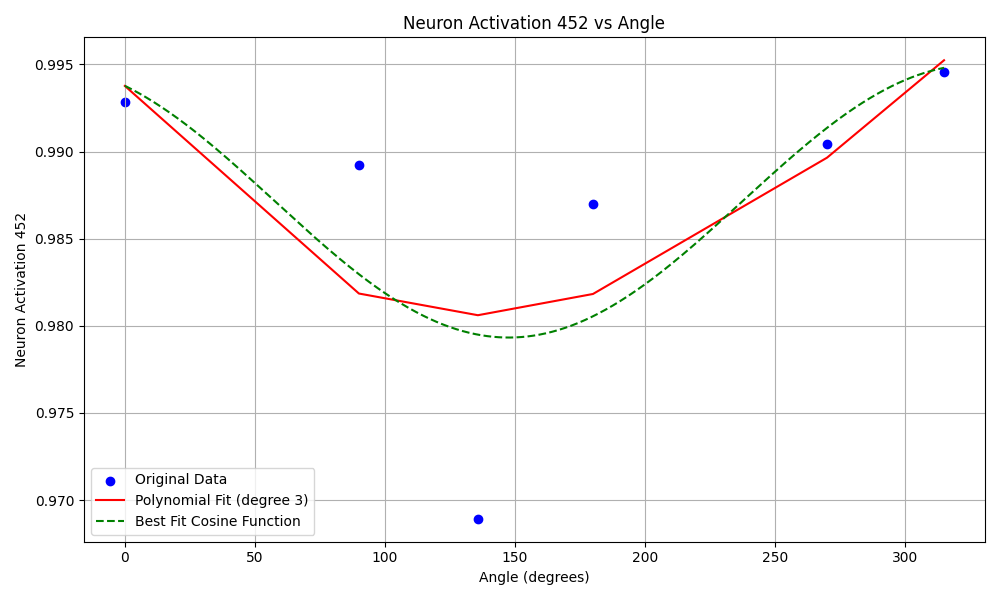 Neuron Activation 452 vs Angle
Neuron Activation 452
0.995
0.990
0.985
0.980
0.975
0.970
Original Data
Polynomial Fit (degree 3)
Best Fit Cosine Function
0
50
100
150
200
250
300
Angle (degrees)